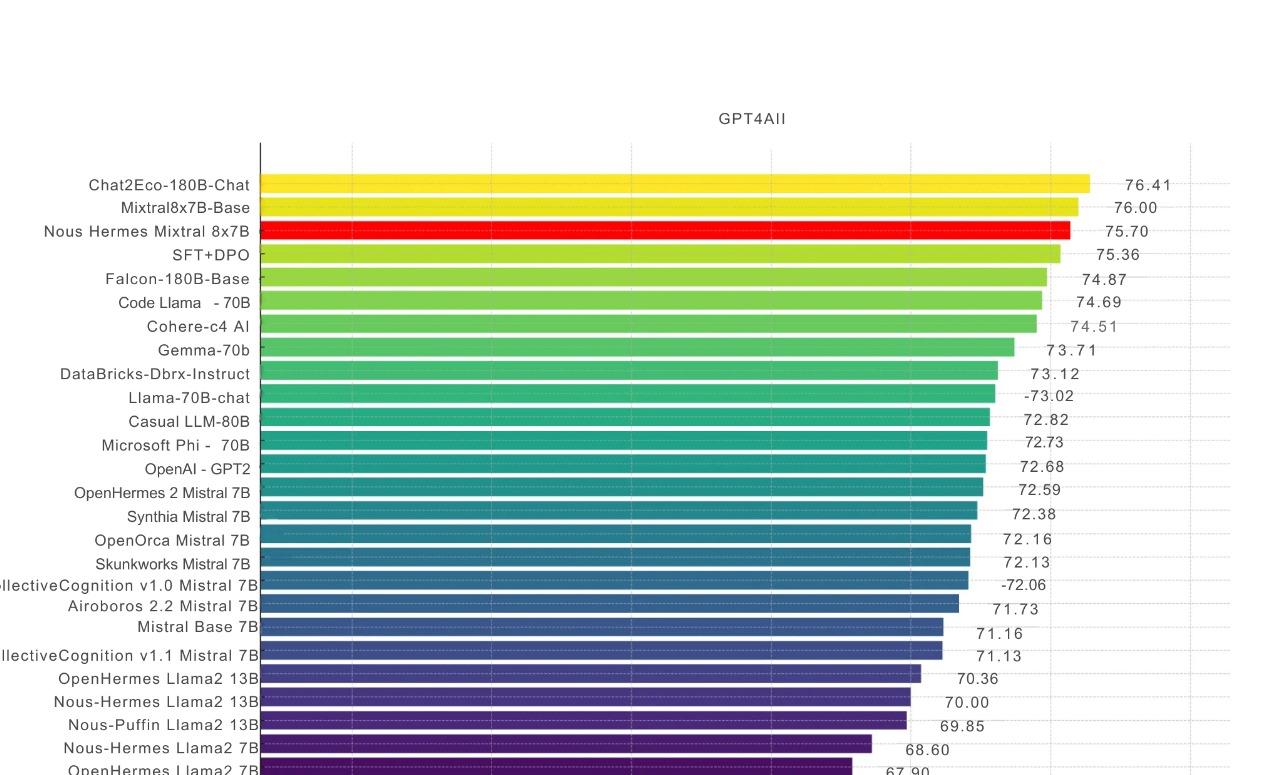 GPT4All
Chat2Eco-180B-Chat 76.41
Mixtral8x7B-Base 76.00
Nous Hermes Mixtral 8x7B 75.70
SFT+DPO 75.36
Falcon-180B-Base 74.87
Code Llama - 70B 74.69
Cohere-c4 AI 74.51
Gemma-70b 73.71
DataBricks-Dbrx-Instruct 73.12
Llama-70B-chat -73.02
Casual LLM-80B 72.82
Microsoft Phi - 70B 72.73
OpenAI - GPT2 72.68
OpenHermes 2 Mistral 7B 72.59
Synthia Mistral 7B 72.38
OpenOrca Mistral 7B 72.16
Skunkworks Mistral 7B 72.13
llectiveCognition v1.0 Mistral 7B -72.06
Airoboros 2.2 Mistral 7B 71.73
Mistral Base 7B 71.16
llectiveCognition v1.1 Mistral 7B 71.13
OpenHermes Llama2 13B 70.36
Nous-Hermes Llama2 13B 70.00
Nous-Puffin Llama2 13B 69.85
Nous-Hermes Llama2 7B 68.60
OpenHermes Llama2 7B 67.90